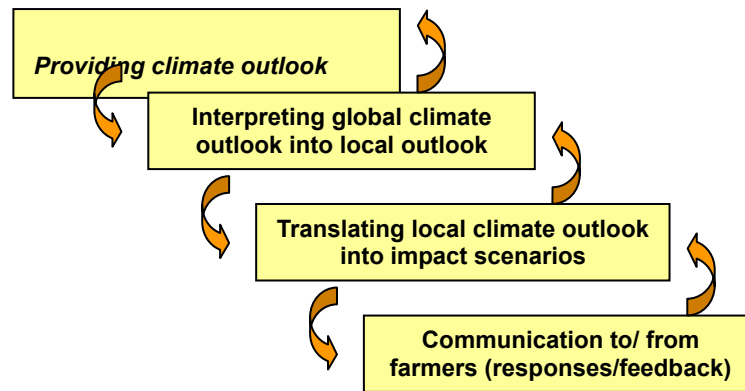 Providing climate outlook
Interpreting global climate
outlook into local outlook
Translating local climate outlook
into impact scenarios
Communication to/ from
farmers (responses/feedback)